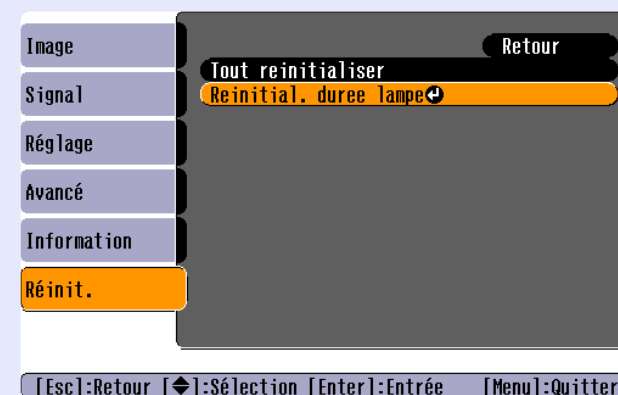 Image
Signal
Réglage
Avancé
Information
Réinit.
Retour
Tout reinitialiser
Reinitial. duree lampe
[Esc]:Retour [◆]:Sélection [Enter]:Entrée [Menu]:Quitter